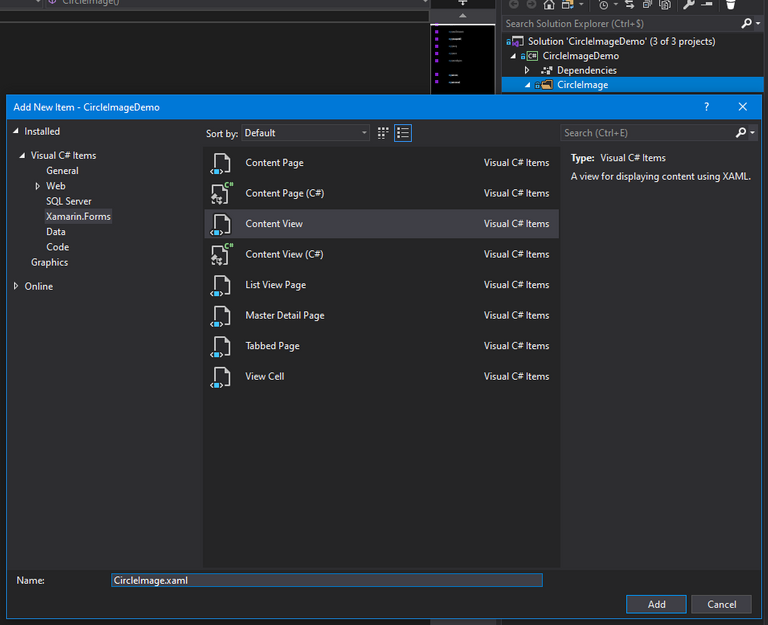 CircleImage()
Search Solution Explorer (Ctrl+$)
Solution 'CircleImageDemo' (3 of 3 projects)
C# CircleImageDemo
Dependencies
CircleImage
Add New Item - CircleImageDemo
? 
Installed
Sort by: Default
Search (Ctrl+E)
Visual C# Items
General
Web
SQL Server
Xamarin.Forms
Data
Code
Graphics
Online
Content Page Visual C# Items
C# Content Page (C#) Visual C# Items
Content View Visual C# Items
C# Content View (C#) Visual C# Items
List View Page Visual C# Items
Master Detail Page Visual C# Items
Tabbed Page Visual C# Items
View Cell Visual C# Items
Type: Visual C# Items
A view for displaying content using XAML.
Name: CircleImage.xaml
Add Cancel